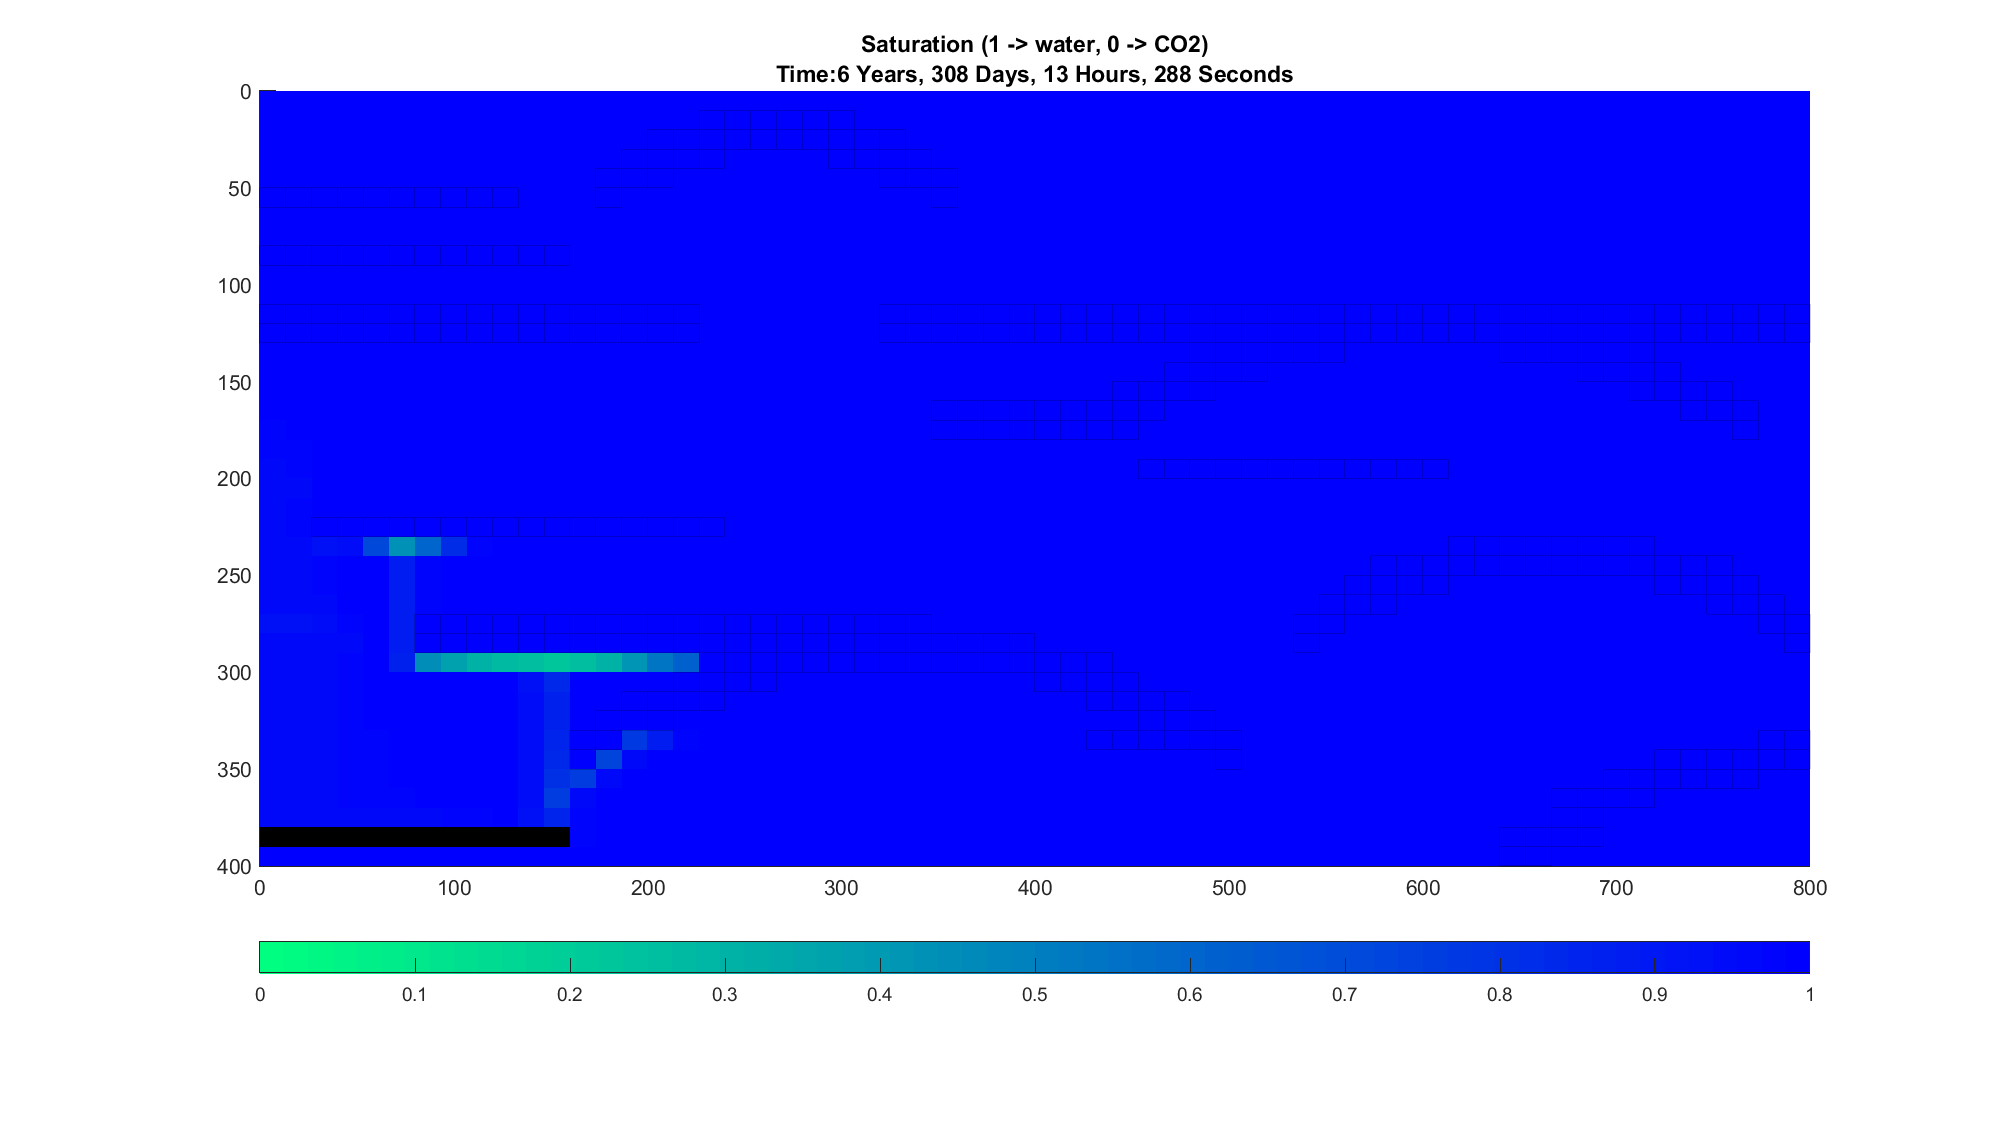 Saturation (1 -> water, 0 -> CO2)
Time:6 Years, 308 Days, 13 Hours, 288 Seconds
0
50
100
150
200
250
300
350
400
0 100 200 300 400 500 600 700 800
0 0.1 0.2 0.3 0.4 0.5 0.6 0.7 0.8 0.9 1